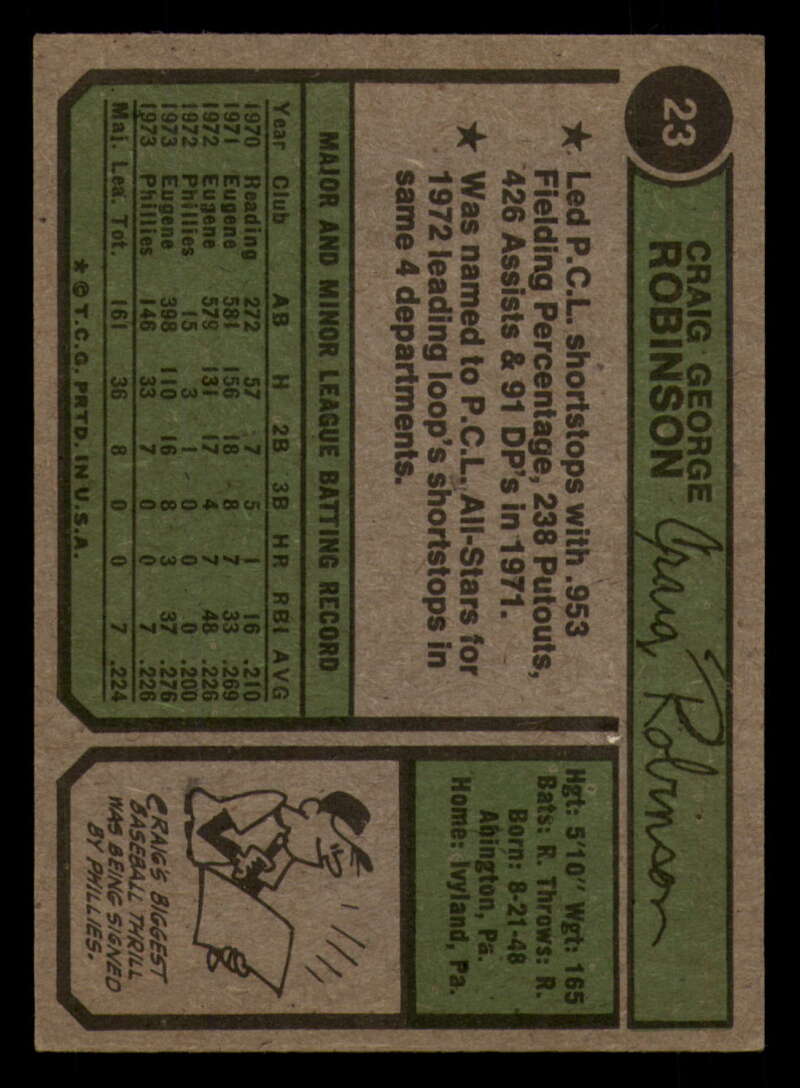 23
CRAIG GEORGE
ROBINSON
Craig Robinson
★ Led P.C.L. shortstops with .953
Fielding Percentage, 238 Putouts,
426 Assists & 91 DP's in 1971.
★ Was named to P.C.L. All-Stars for
1972 leading loop's shortstops in
same 4 departments.
MAJOR AND MINOR LEAGUE BATTING RECORD
Year Club AB H 2B 3B HR RBI AVG
1970 Reading 272 57 7 5 1 16 .210
1971 Eugene 581 156 18 8 7 33 .269
1972 Eugene 579 131 17 4 7 48 .226
1972 Phillies 15 3 1 0 0 0 .200
1973 Eugene 398 110 16 8 3 37 .276
1973 Phillies 146 33 7 0 0 7 .226
Maj. Lea. Tot. 161 36 8 0 0 7 .224
★ © T.C.G. PRTD. IN U.S.A.
Hgt: 5'10" Wgt: 165
Bats: R. Throws: R.
Born: 8-21-48
Abington, Pa.
Home: Ivyland, Pa.
CRAIG'S BIGGEST
BASEBALL THRILL
WAS BEING SIGNED
BY PHILLIES.